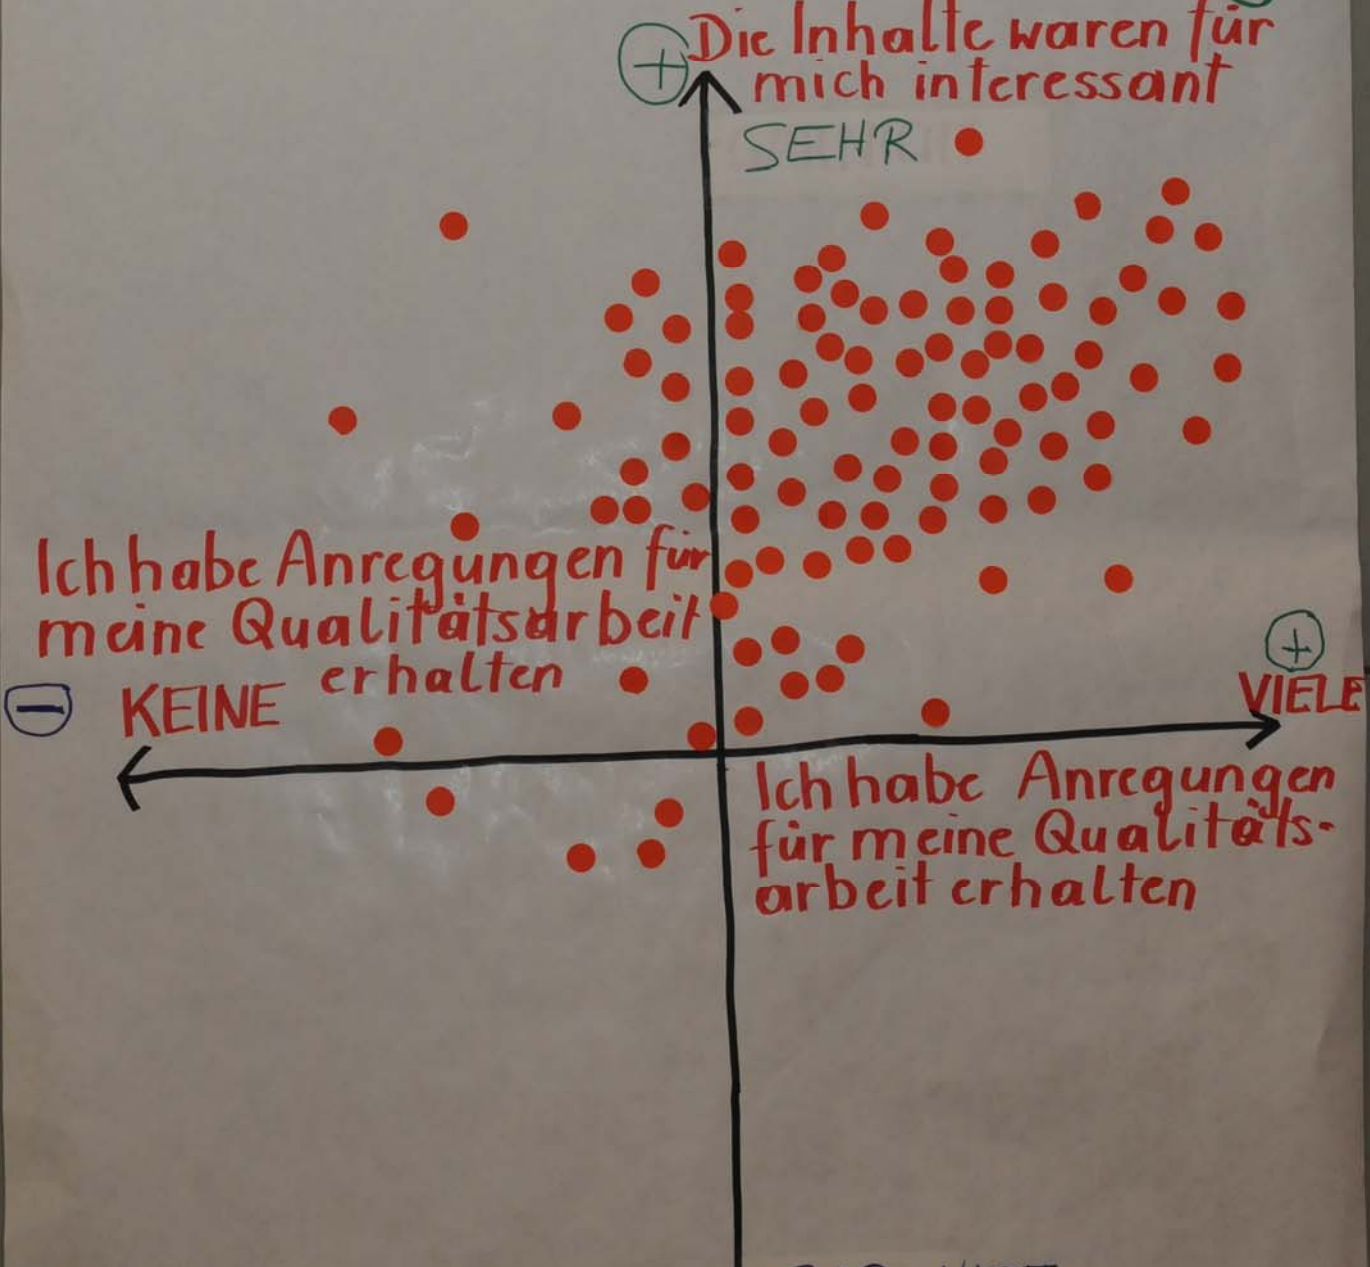 Die Inhalte waren für
mich interessant
SEHR
Ich habe Anregungen für
meine Qualitätsarbeit
erhalten
KEINE
VIELE
Ich habe Anregungen
für meine Qualitäts-
arbeit erhalten